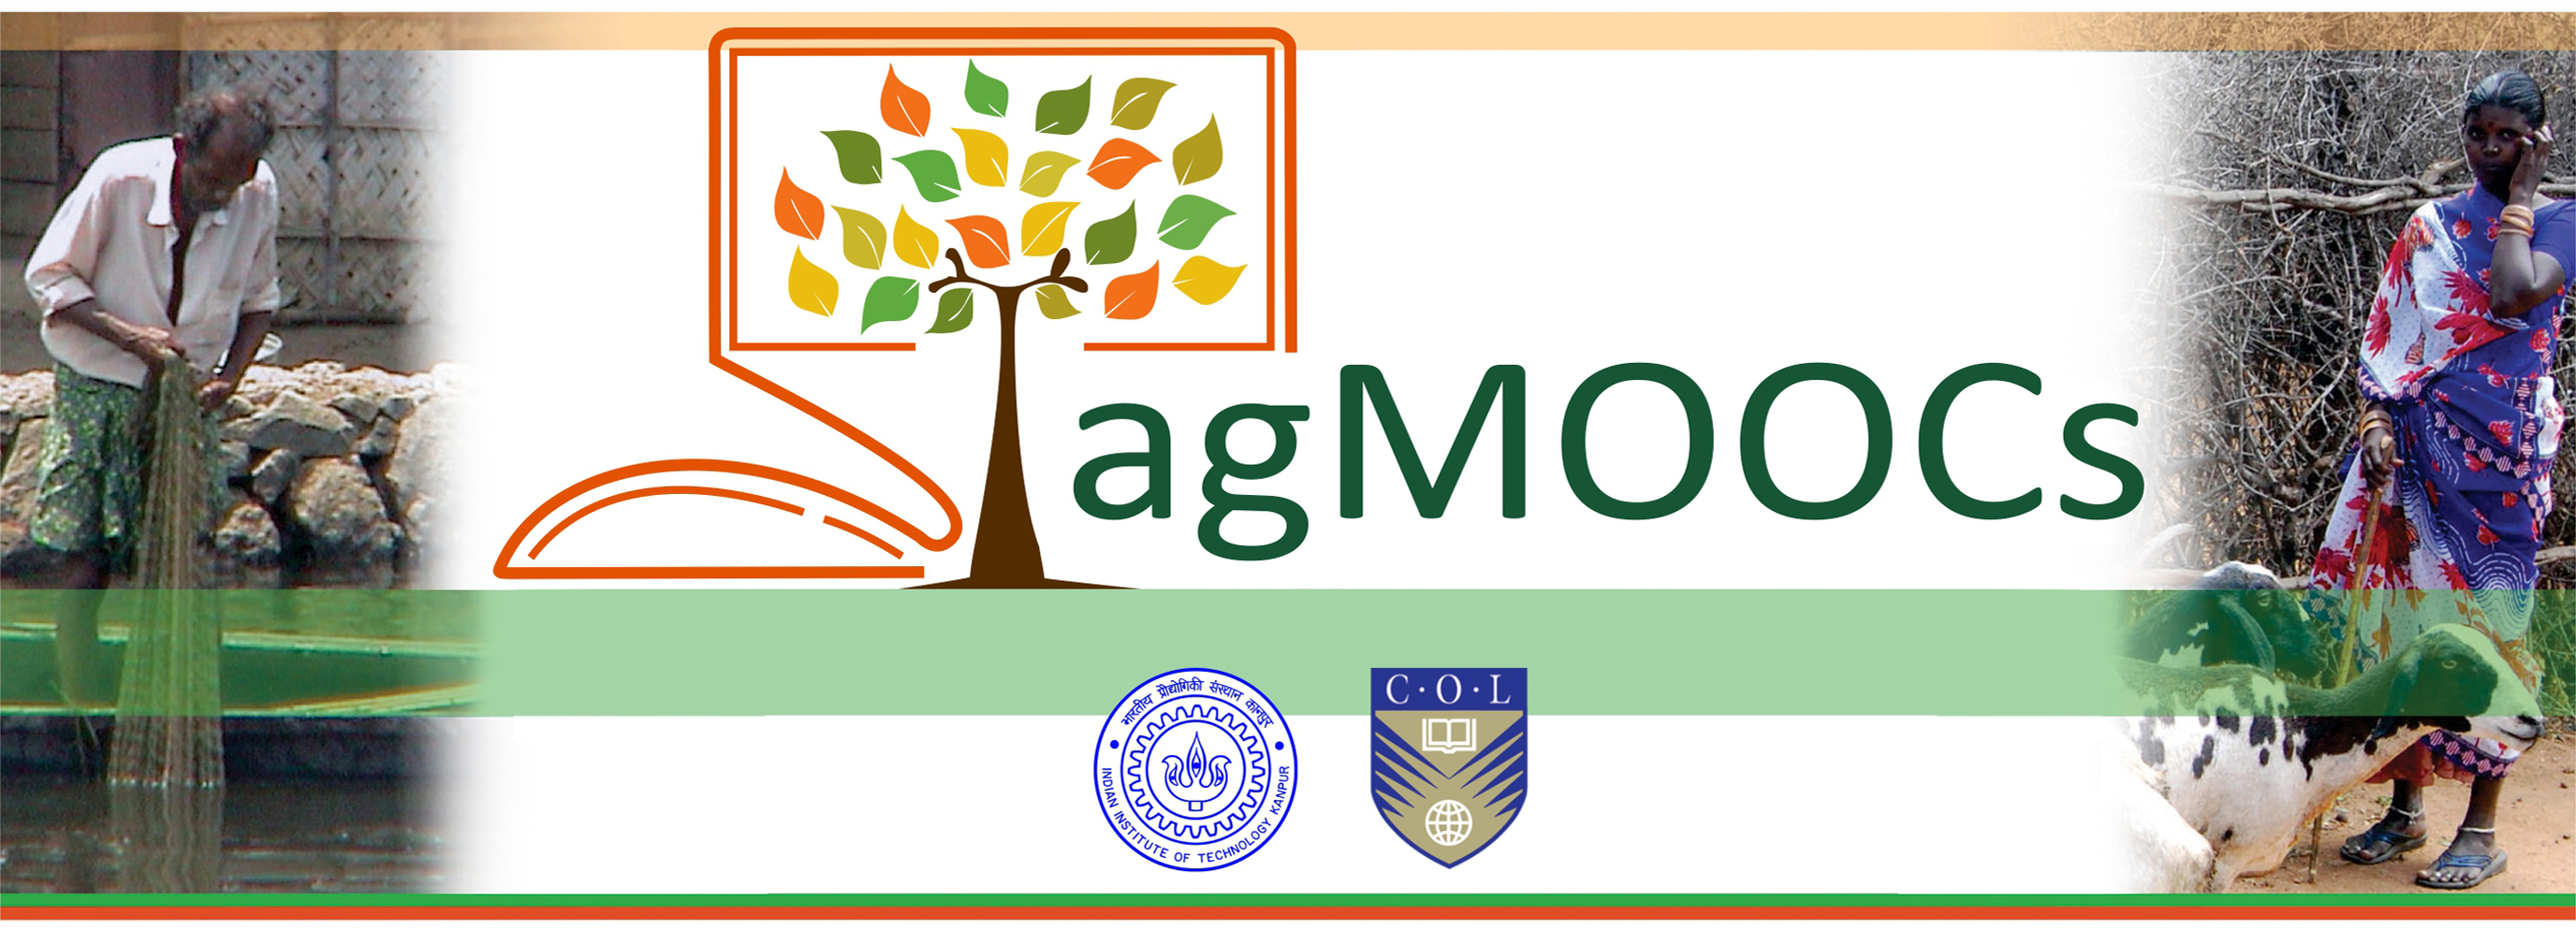 agMOOCs
भारतीय प्रौद्योगिकी संस्थान कानपुर
INDIAN INSTITUTE OF TECHNOLOGY KANPUR
C·O·L